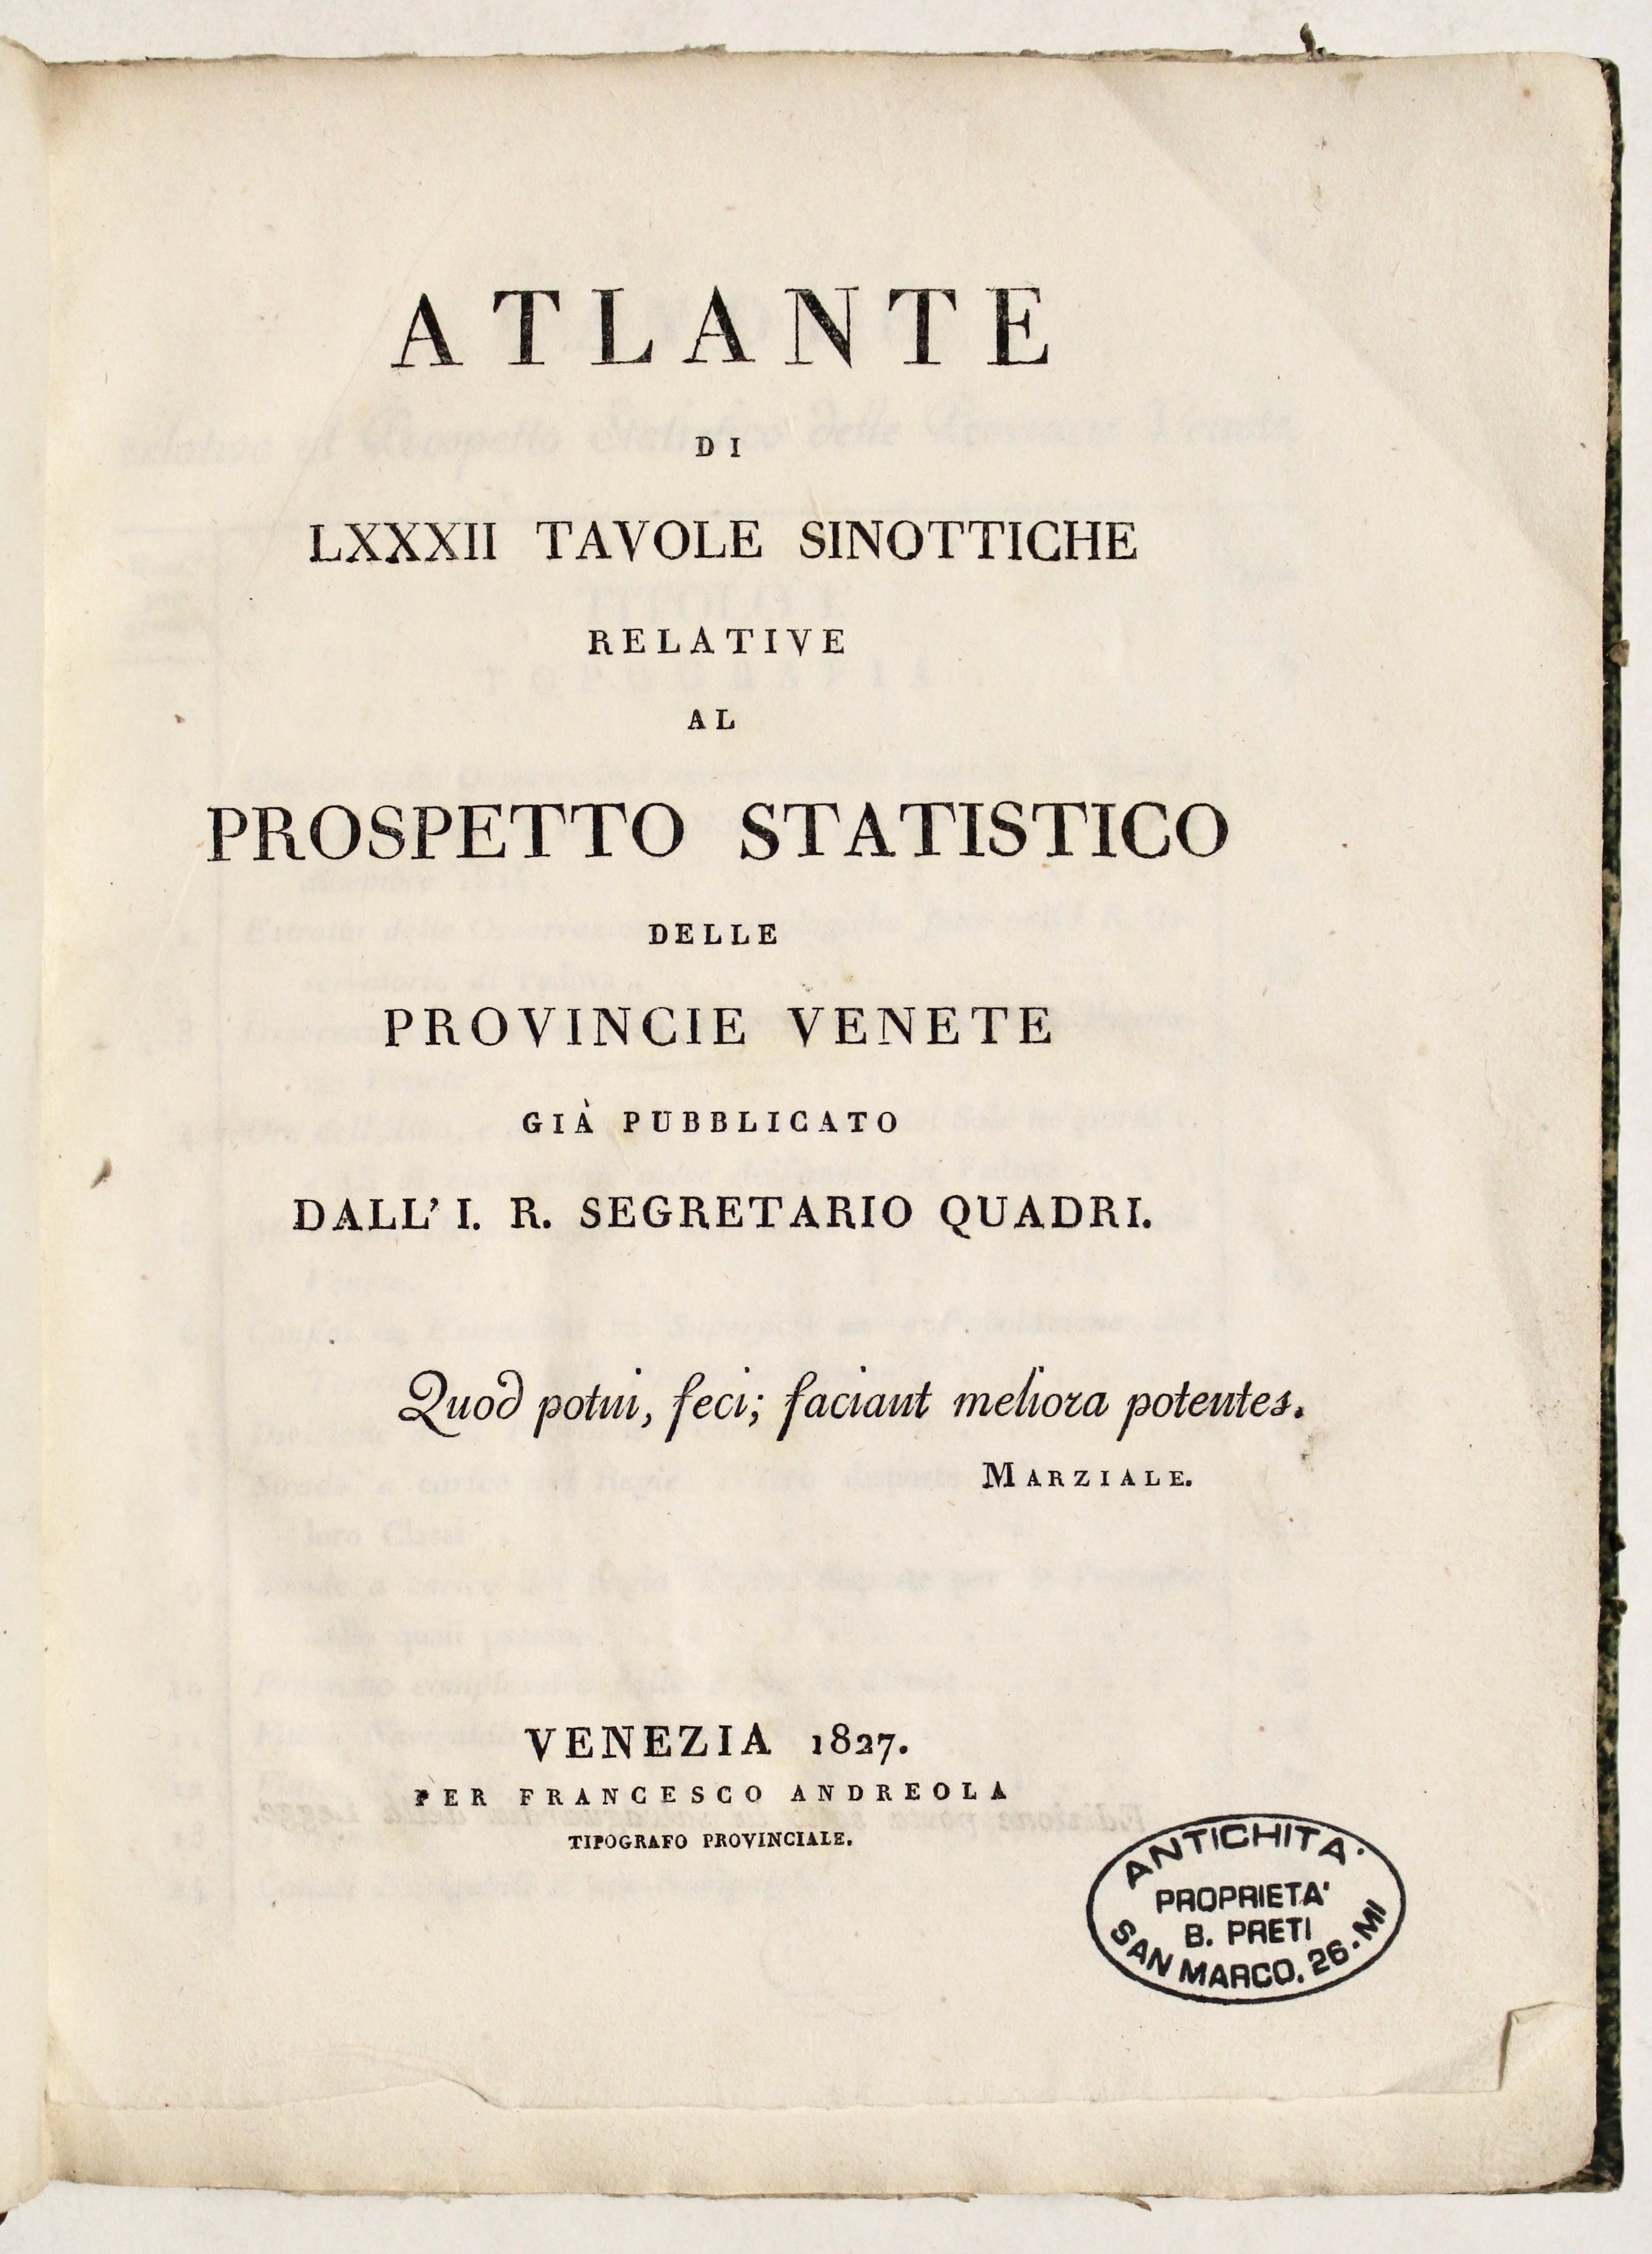 ATLANTE
DI
LXXXII TAVOLE SINOTTICHE
RELATIVE
AL
PROSPETTO STATISTICO
DELLE
PROVINCIE VENETE
GIÀ PUBBLICATO
DALL' I. R. SEGRETARIO QUADRI.
Quod potui, feci; faciant meliora potentes.
MARZIALE.
VENEZIA 1827.
PER FRANCESCO ANDREOLA
TIPOGRAFO PROVINCIALE.
ANTICHITA'
PROPRIETA'
B. PRETI
SAN MARCO, 26-MI